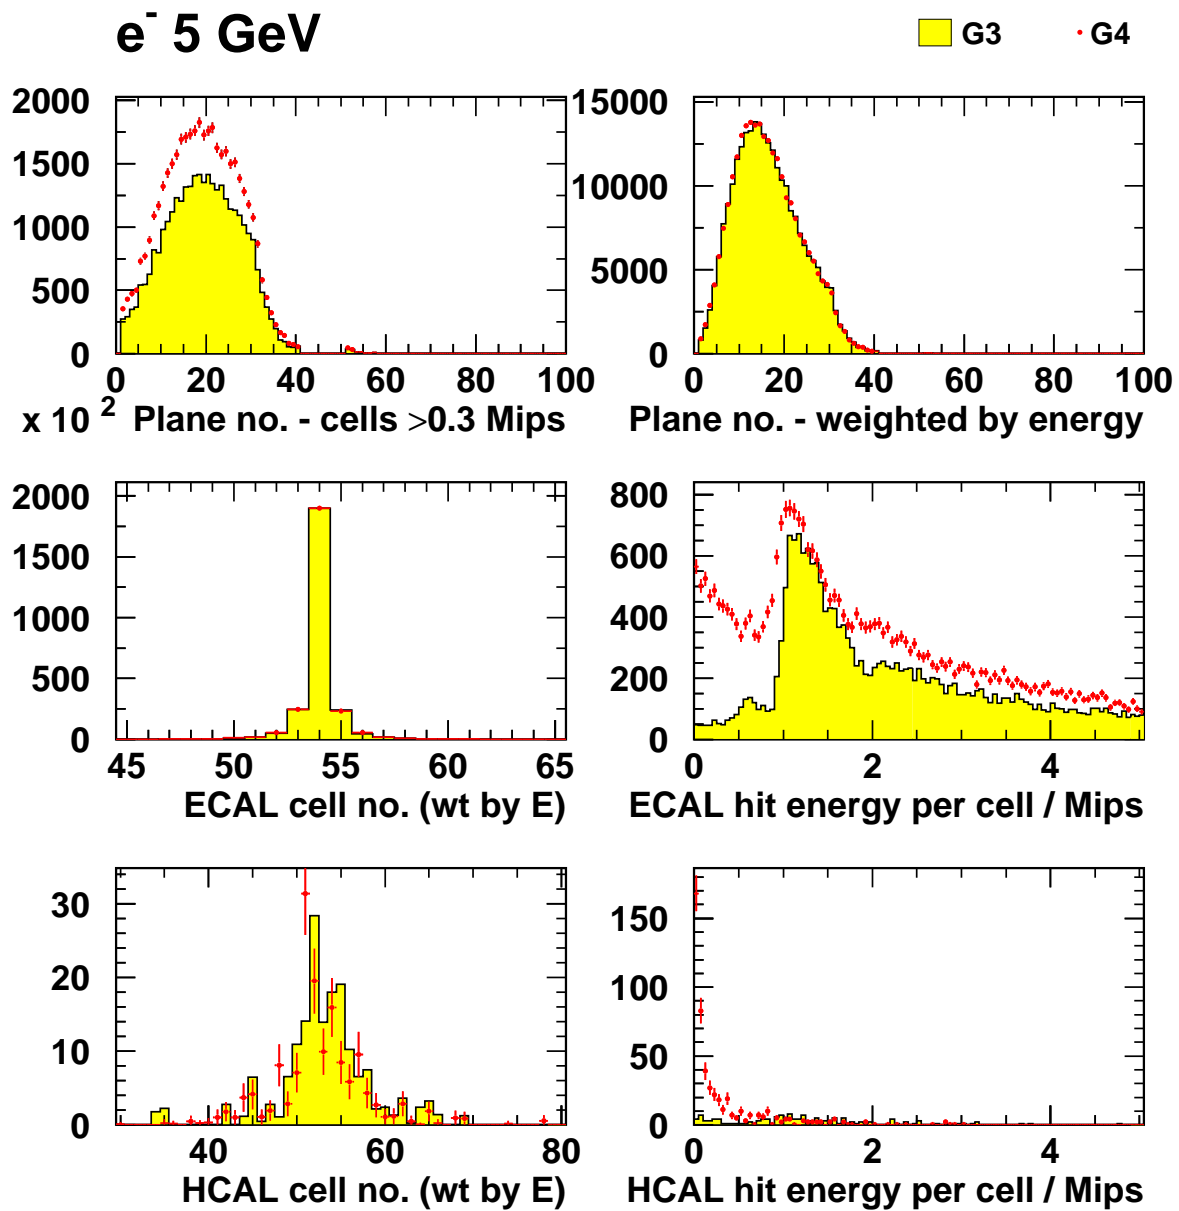 e⁻ 5 GeV
G3
G4
2000
1500
1000
500
0
0 20 40 60 80 100
Plane no. - cells >0.3 Mips
15000
10000
5000
0
0 20 40 60 80 100
Plane no. - weighted by energy
x 10 ²
2000
1500
1000
500
0
45 50 55 60 65
ECAL cell no. (wt by E)
800
600
400
200
0
0 2 4
ECAL hit energy per cell / Mips
30
20
10
0
40 60 80
HCAL cell no. (wt by E)
150
100
50
0
0 2 4
HCAL hit energy per cell / Mips